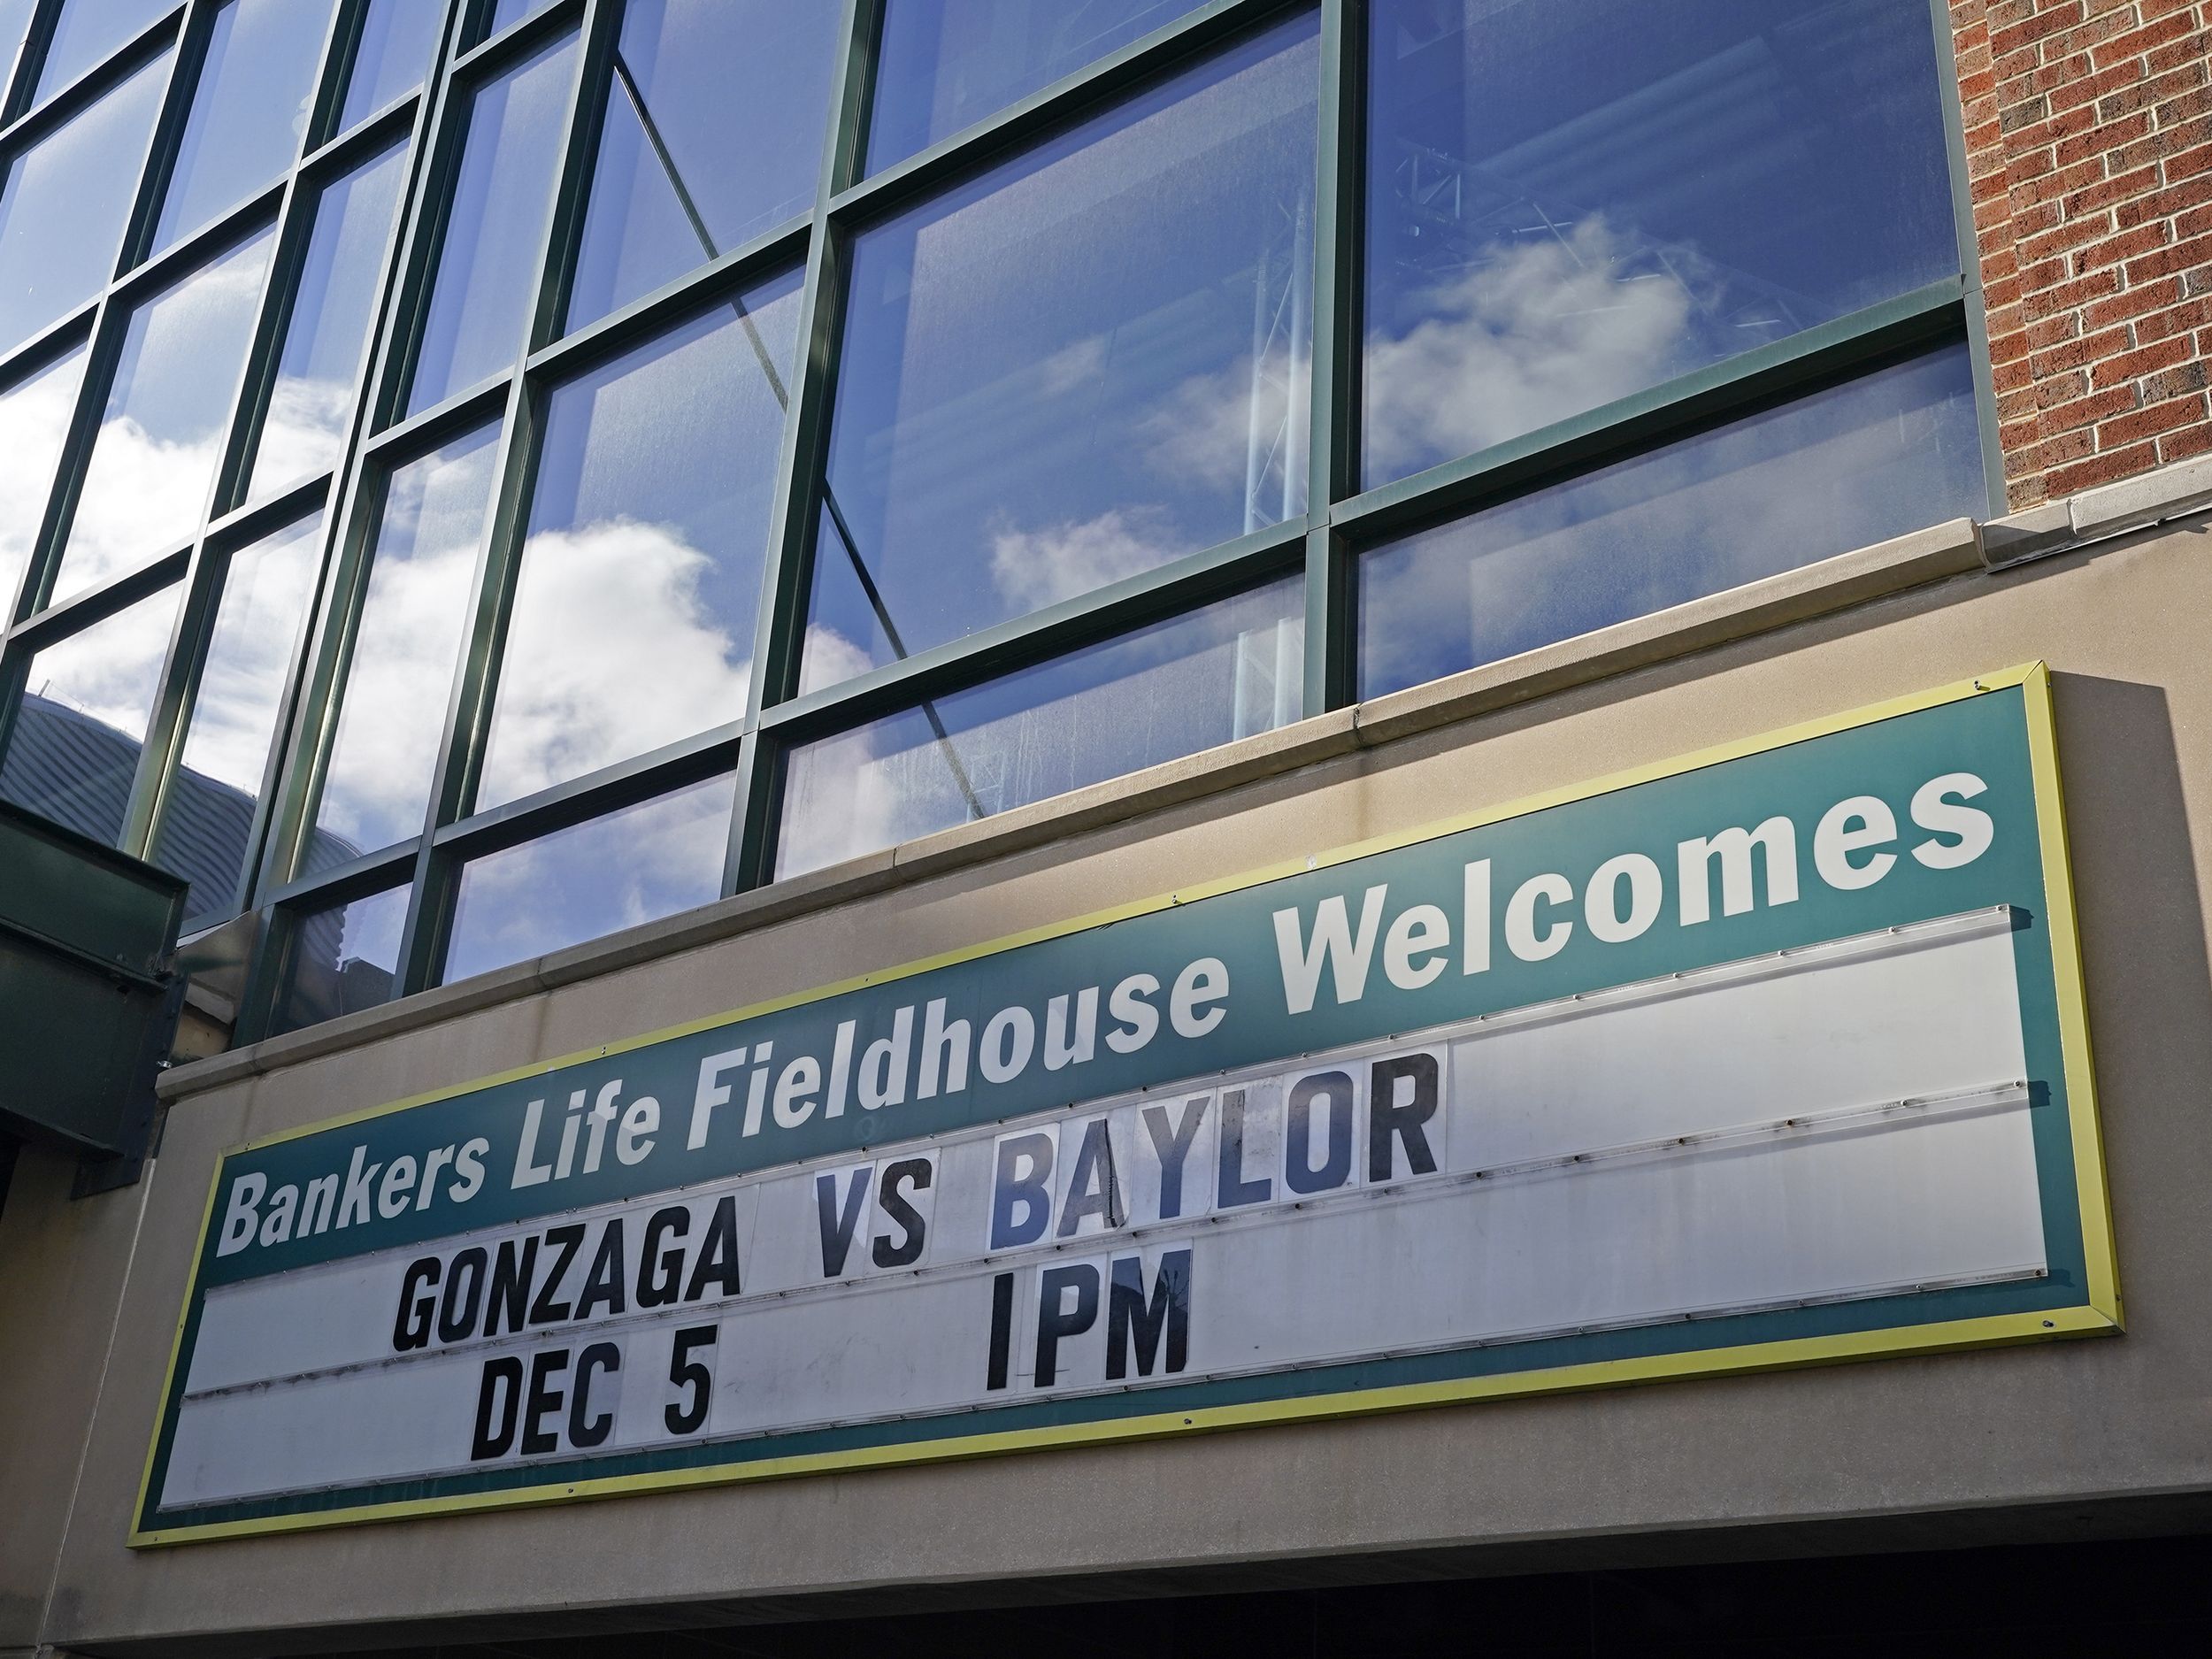 Bankers Life Fieldhouse Welcomes
GONZAGA VS BAYLOR
DEC 5 1PM